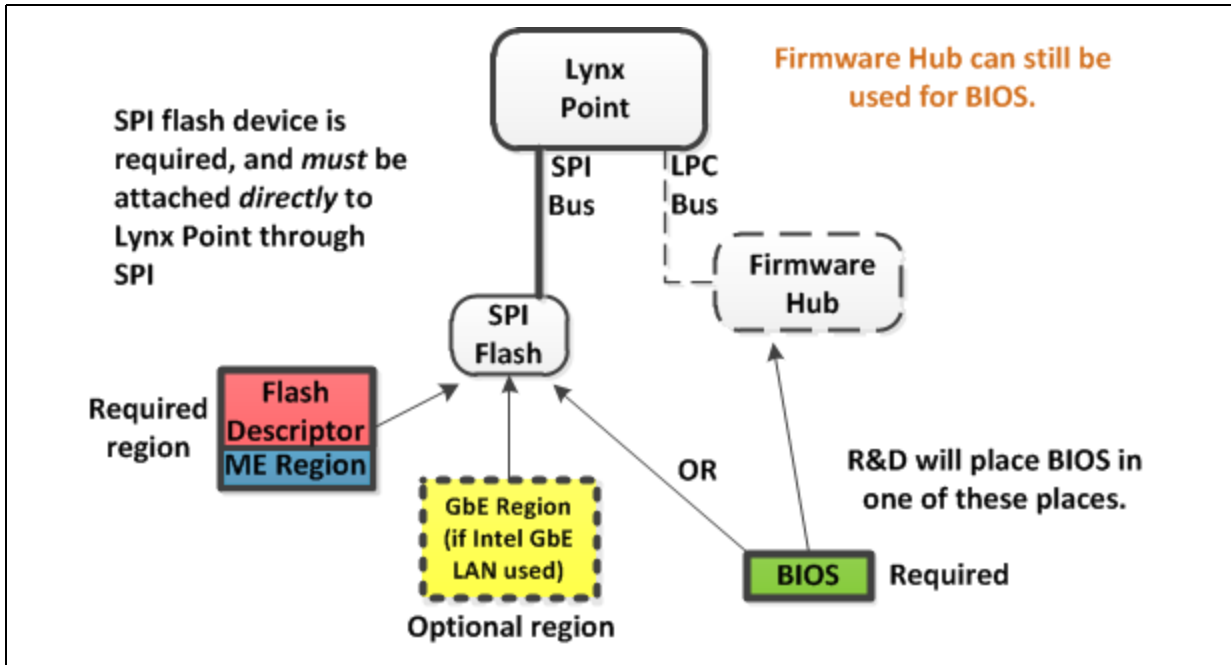 Lynx
Point
Firmware Hub can still be
used for BIOS.
SPI flash device is
required, and must be
attached directly to
Lynx Point through
SPI
SPI
Bus
LPC
Bus
Firmware
Hub
SPI
Flash
Required
region
Flash
Descriptor
ME Region
GbE Region
(if Intel GbE
LAN used)
Optional region
OR
R&D will place BIOS in
one of these places.
BIOS
Required